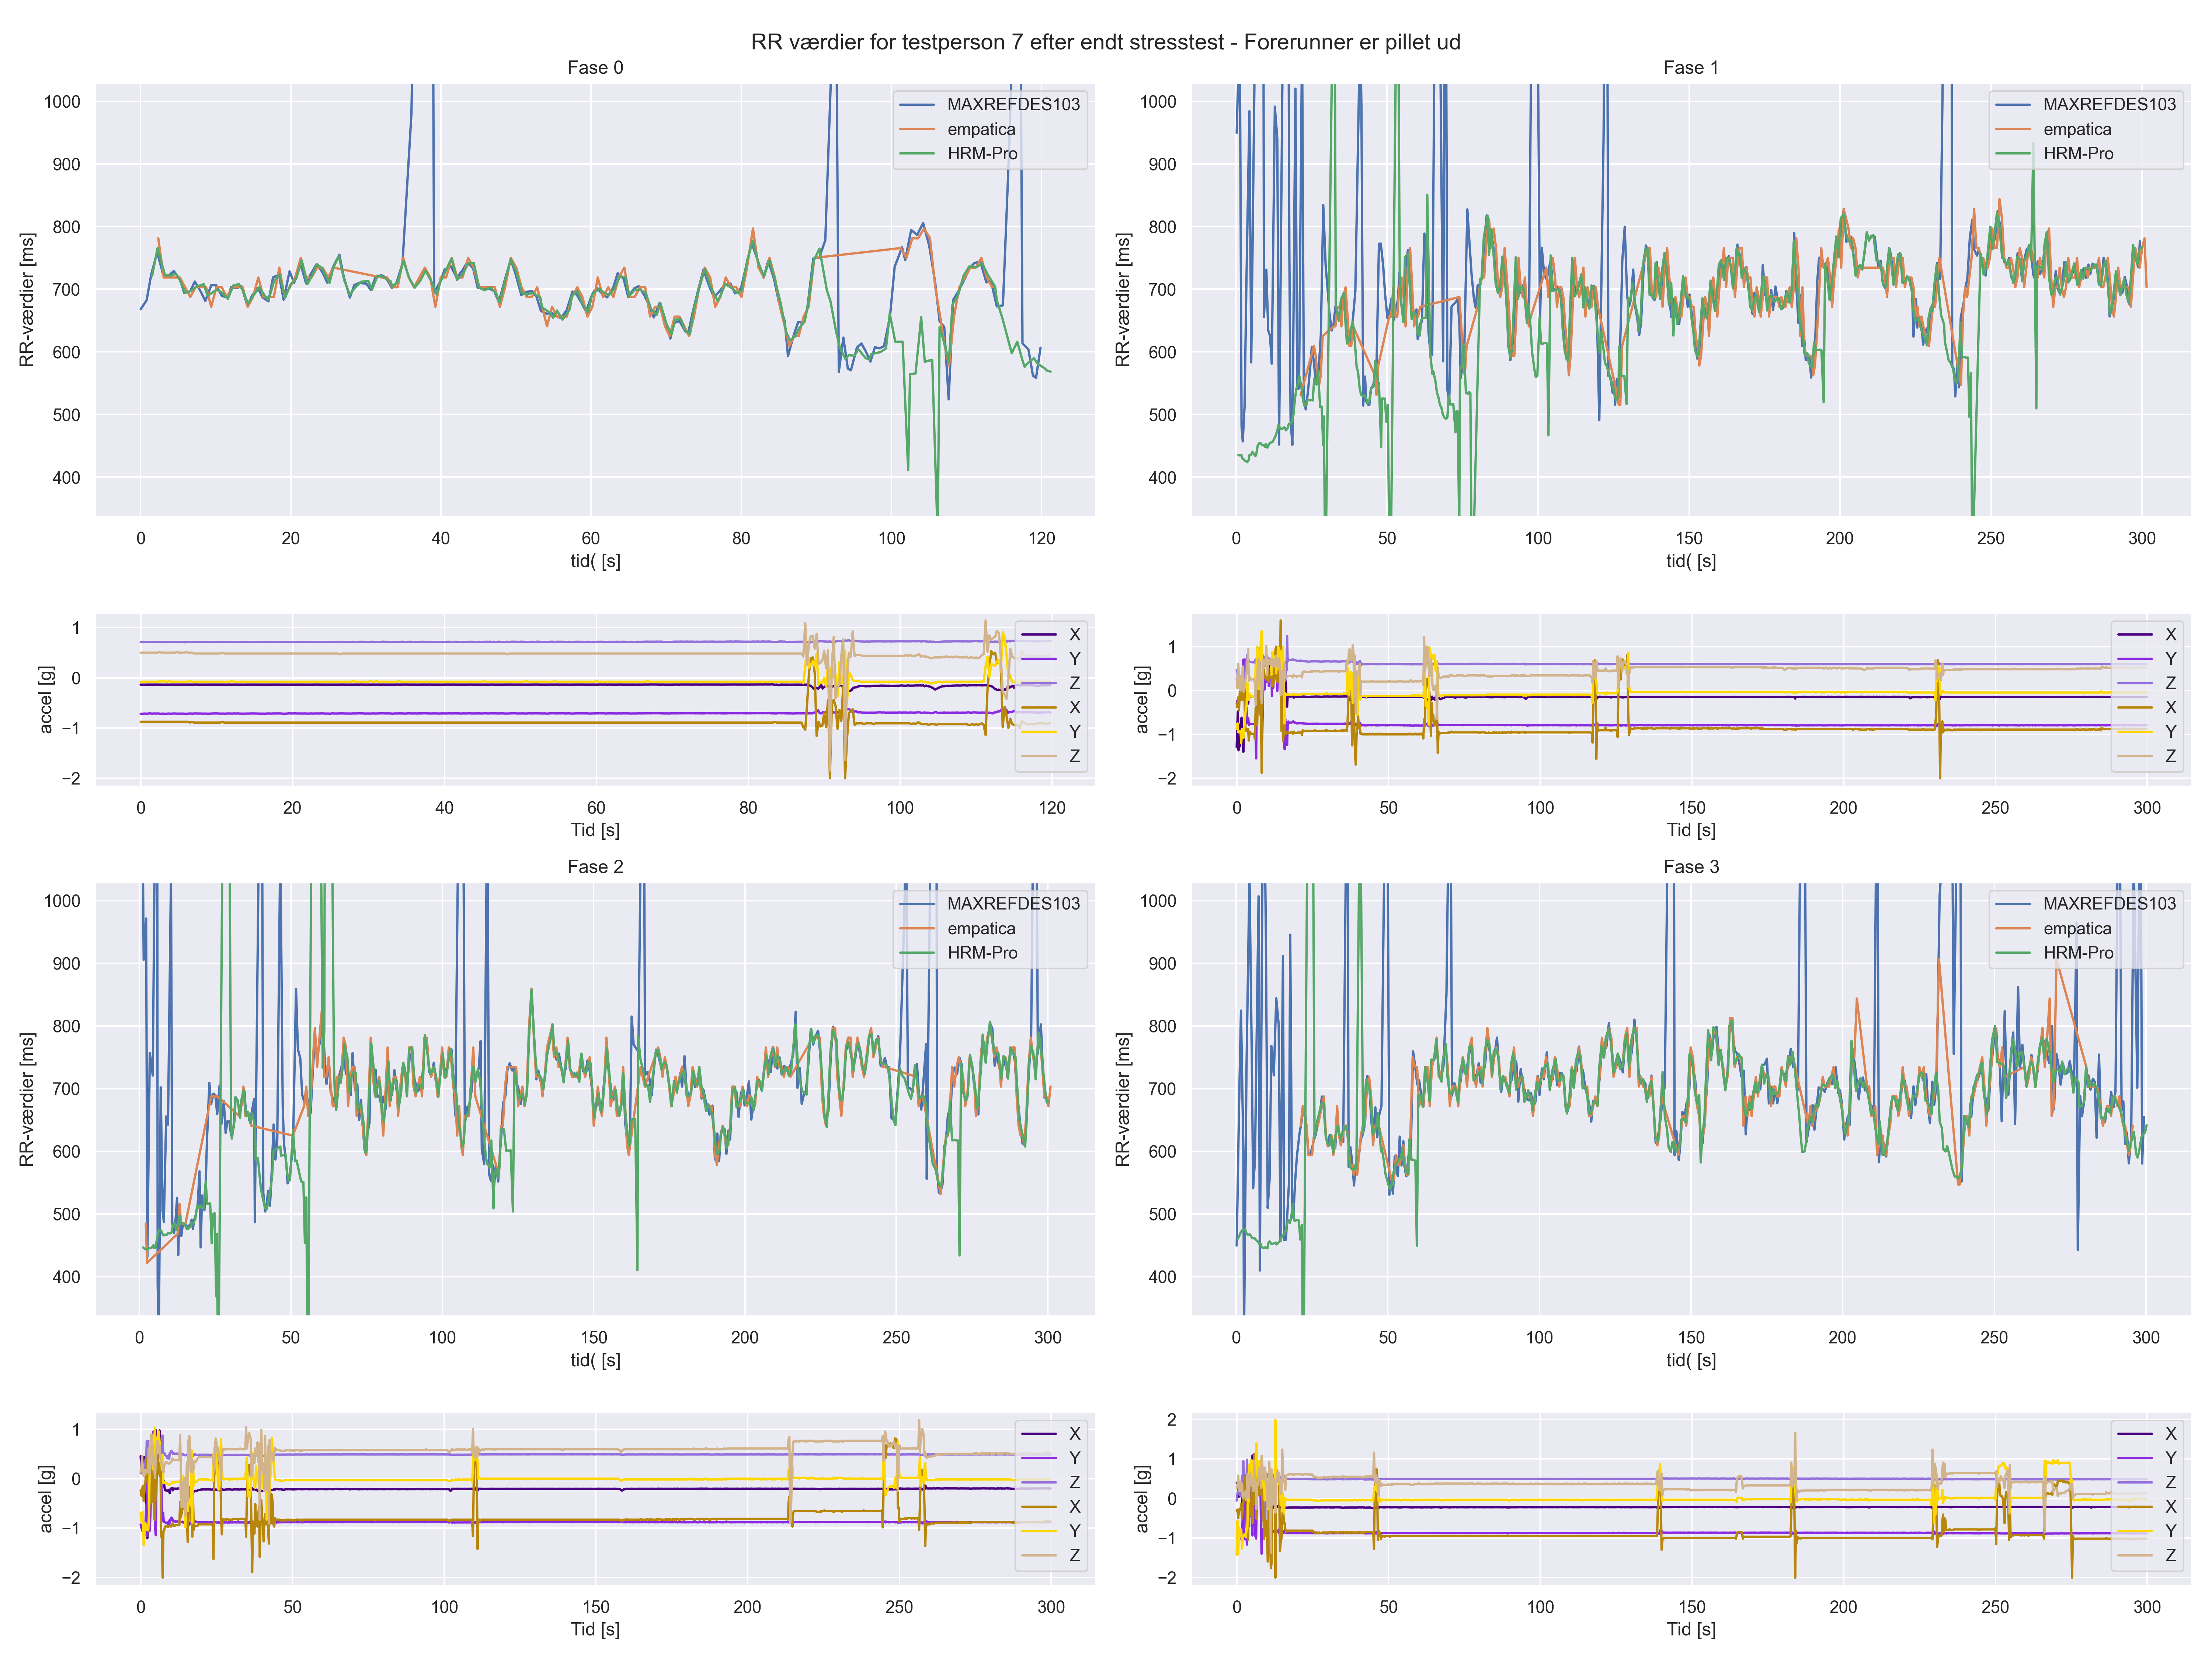 RR værdier for testperson 7 efter endt stresstest - Forerunner er pillet ud
Fase 0
RR-værdier [ms]
1000
900
800
700
600
500
400
MAXREFDES103
empatica
HRM-Pro
0 20 40 60 80 100 120
tid( [s]
accel [g]
1
0
−1
−2
X
Y
Z
X
Y
Z
0 20 40 60 80 100 120
Tid [s]
Fase 1
RR-værdier [ms]
1000
900
800
700
600
500
400
MAXREFDES103
empatica
HRM-Pro
0 50 100 150 200 250 300
tid( [s]
accel [g]
1
0
−1
−2
X
Y
Z
X
Y
Z
0 50 100 150 200 250 300
Tid [s]
Fase 2
RR-værdier [ms]
1000
900
800
700
600
500
400
MAXREFDES103
empatica
HRM-Pro
0 50 100 150 200 250 300
tid( [s]
accel [g]
1
0
−1
−2
X
Y
Z
X
Y
Z
0 50 100 150 200 250 300
Tid [s]
Fase 3
RR-værdier [ms]
1000
900
800
700
600
500
400
MAXREFDES103
empatica
HRM-Pro
0 50 100 150 200 250 300
tid( [s]
accel [g]
2
1
0
−1
−2
X
Y
Z
X
Y
Z
0 50 100 150 200 250 300
Tid [s]